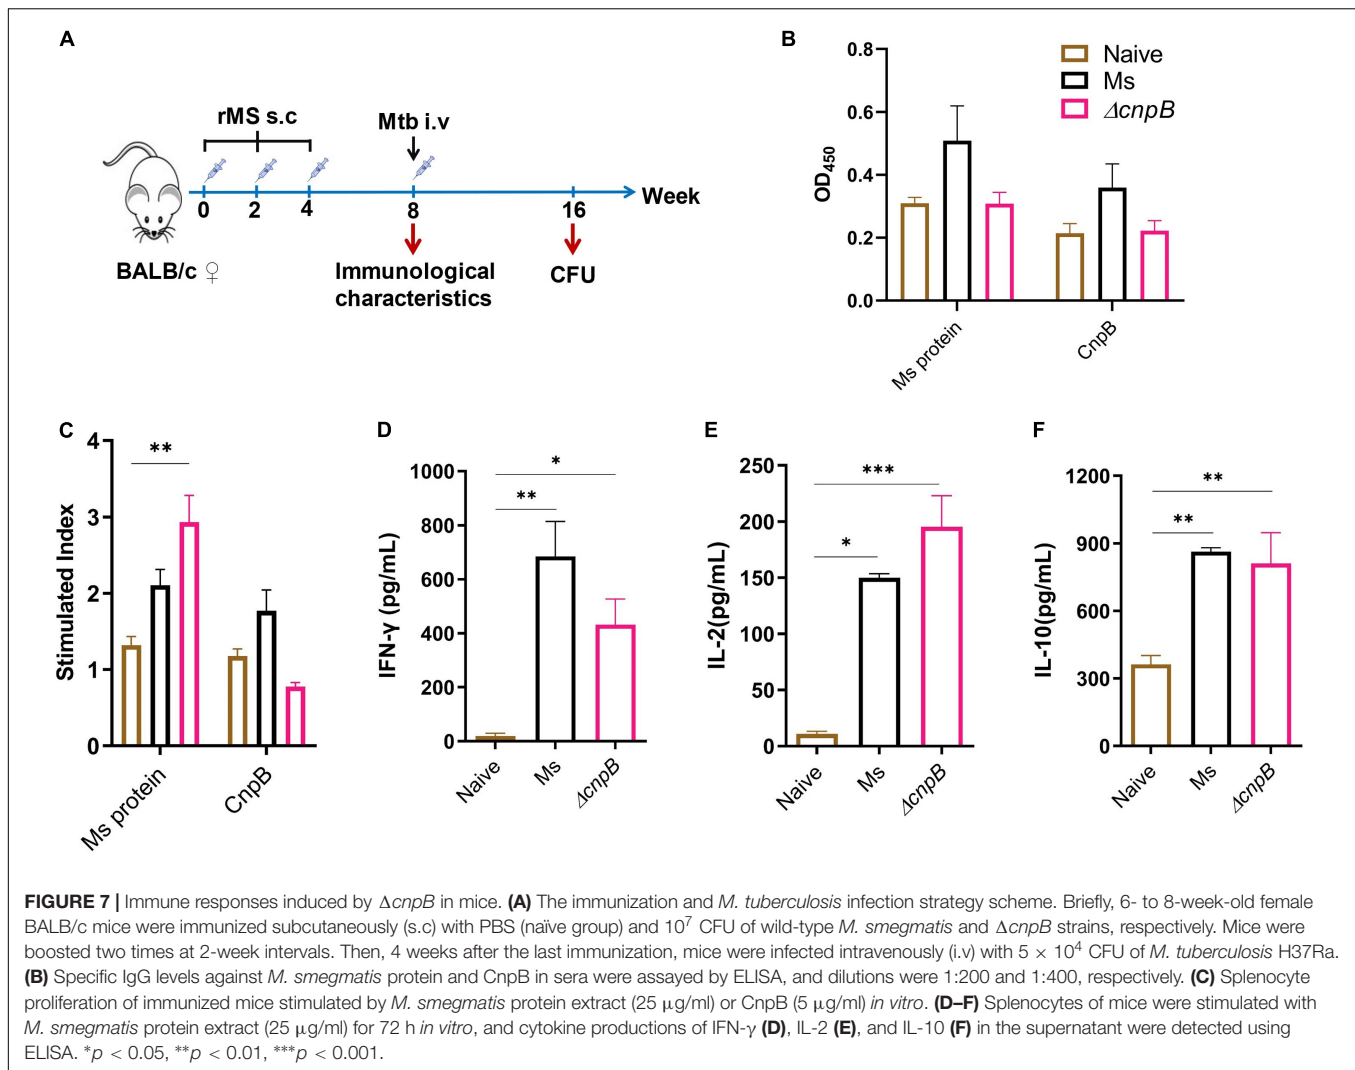 A
rMS s.c
Mtb i.v
Week
0
2
4
8
16
BALB/c ♀
Immunological
characteristics
CFU
B
0.8
0.6
0.4
0.2
0.0
OD450
Naive
Ms
ΔcnpB
Ms protein
CnpB
C
4
3
2
1
0
Stimulated Index
**
Ms protein
CnpB
D
1000
800
600
400
200
0
IFN-γ (pg/mL)
*
**
Naive
Ms
ΔcnpB
E
250
200
150
100
50
0
IL-2(pg/mL)
***
*
Naive
Ms
ΔcnpB
F
1200
900
600
300
0
IL-10(pg/mL)
**
**
Naive
Ms
ΔcnpB
FIGURE 7 | Immune responses induced by ΔcnpB in mice. (A) The immunization and M. tuberculosis infection strategy scheme. Briefly, 6- to 8-week-old female
BALB/c mice were immunized subcutaneously (s.c) with PBS (naïve group) and 10⁷ CFU of wild-type M. smegmatis and ΔcnpB strains, respectively. Mice were
boosted two times at 2-week intervals. Then, 4 weeks after the last immunization, mice were infected intravenously (i.v) with 5 × 10⁴ CFU of M. tuberculosis H37Ra.
(B) Specific IgG levels against M. smegmatis protein and CnpB in sera were assayed by ELISA, and dilutions were 1:200 and 1:400, respectively. (C) Splenocyte
proliferation of immunized mice stimulated by M. smegmatis protein extract (25 μg/ml) or CnpB (5 μg/ml) in vitro. (D–F) Splenocytes of mice were stimulated with
M. smegmatis protein extract (25 μg/ml) for 72 h in vitro, and cytokine productions of IFN-γ (D), IL-2 (E), and IL-10 (F) in the supernatant were detected using
ELISA. *p < 0.05, **p < 0.01, ***p < 0.001.